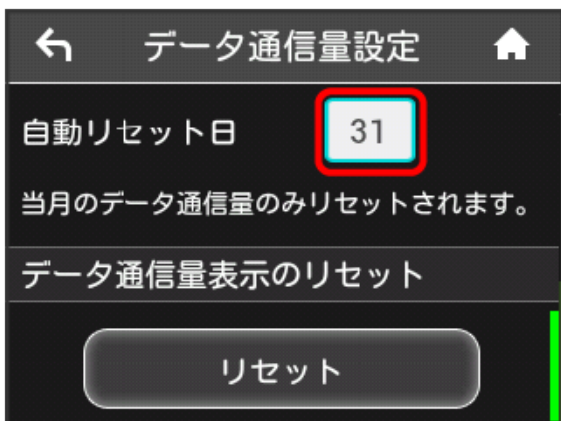 データ通信量設定
自動リセット日 31
当月のデータ通信量のみリセットされます。
データ通信量表示のリセット
リセット